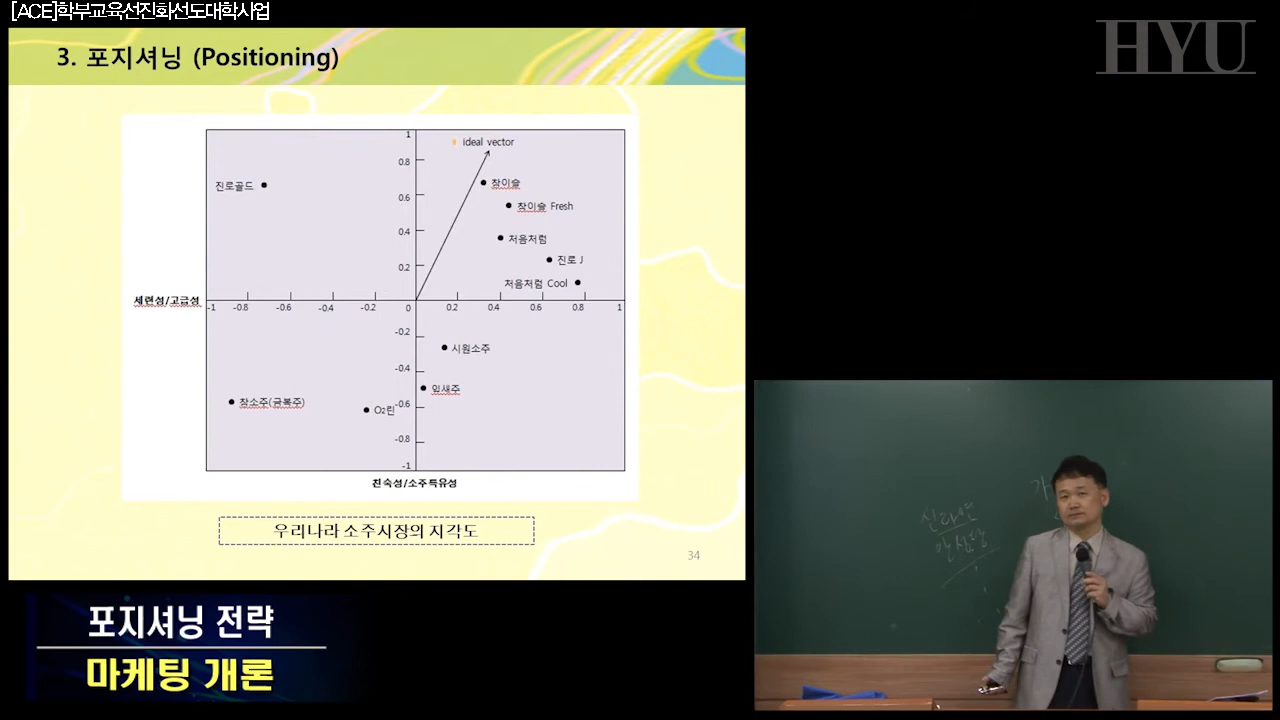 [ACE]학부교육선진화선도대학사업
HYU
3. 포지셔닝 (Positioning)
ideal vector
진로골드
참이슬
참이슬 Fresh
처음처럼
진로 J
처음처럼 Cool
세련성/고급성
시원소주
잎새주
참소주(금복주)
O2린
1
0.8
0.6
0.4
0.2
-1 -0.8 -0.6 -0.4 -0.2 0 0.2 0.4 0.6 0.8 1
-0.2
-0.4
-0.6
-0.8
-1
친숙성/소주특유성
우리나라 소주시장의 지각도
34
포지셔닝 전략
마케팅 개론
신라면
안성탕
가